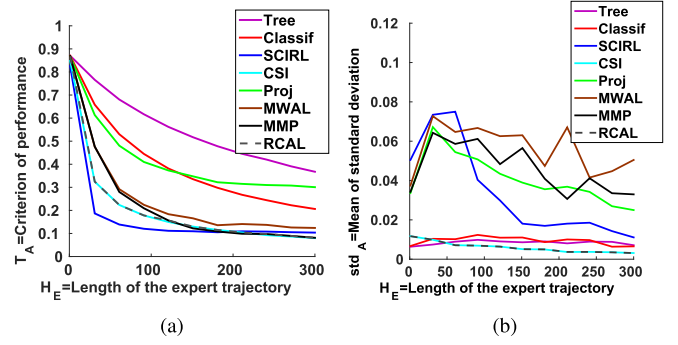 1
0.9
0.8
0.7
0.6
0.5
0.4
0.3
0.2
0.1
0
T_A=Criterion of performance
0 100 200 300
H_E=Length of the expert trajectory
Tree
Classif
SCIRL
CSI
Proj
MWAL
MMP
RCAL
(a)
0.12
0.1
0.08
0.06
0.04
0.02
0
std_A=Mean of standard deviation
0 50 100 150 200 250 300
H_E=Length of the expert trajectory
Tree
Classif
SCIRL
CSI
Proj
MWAL
MMP
RCAL
(b)